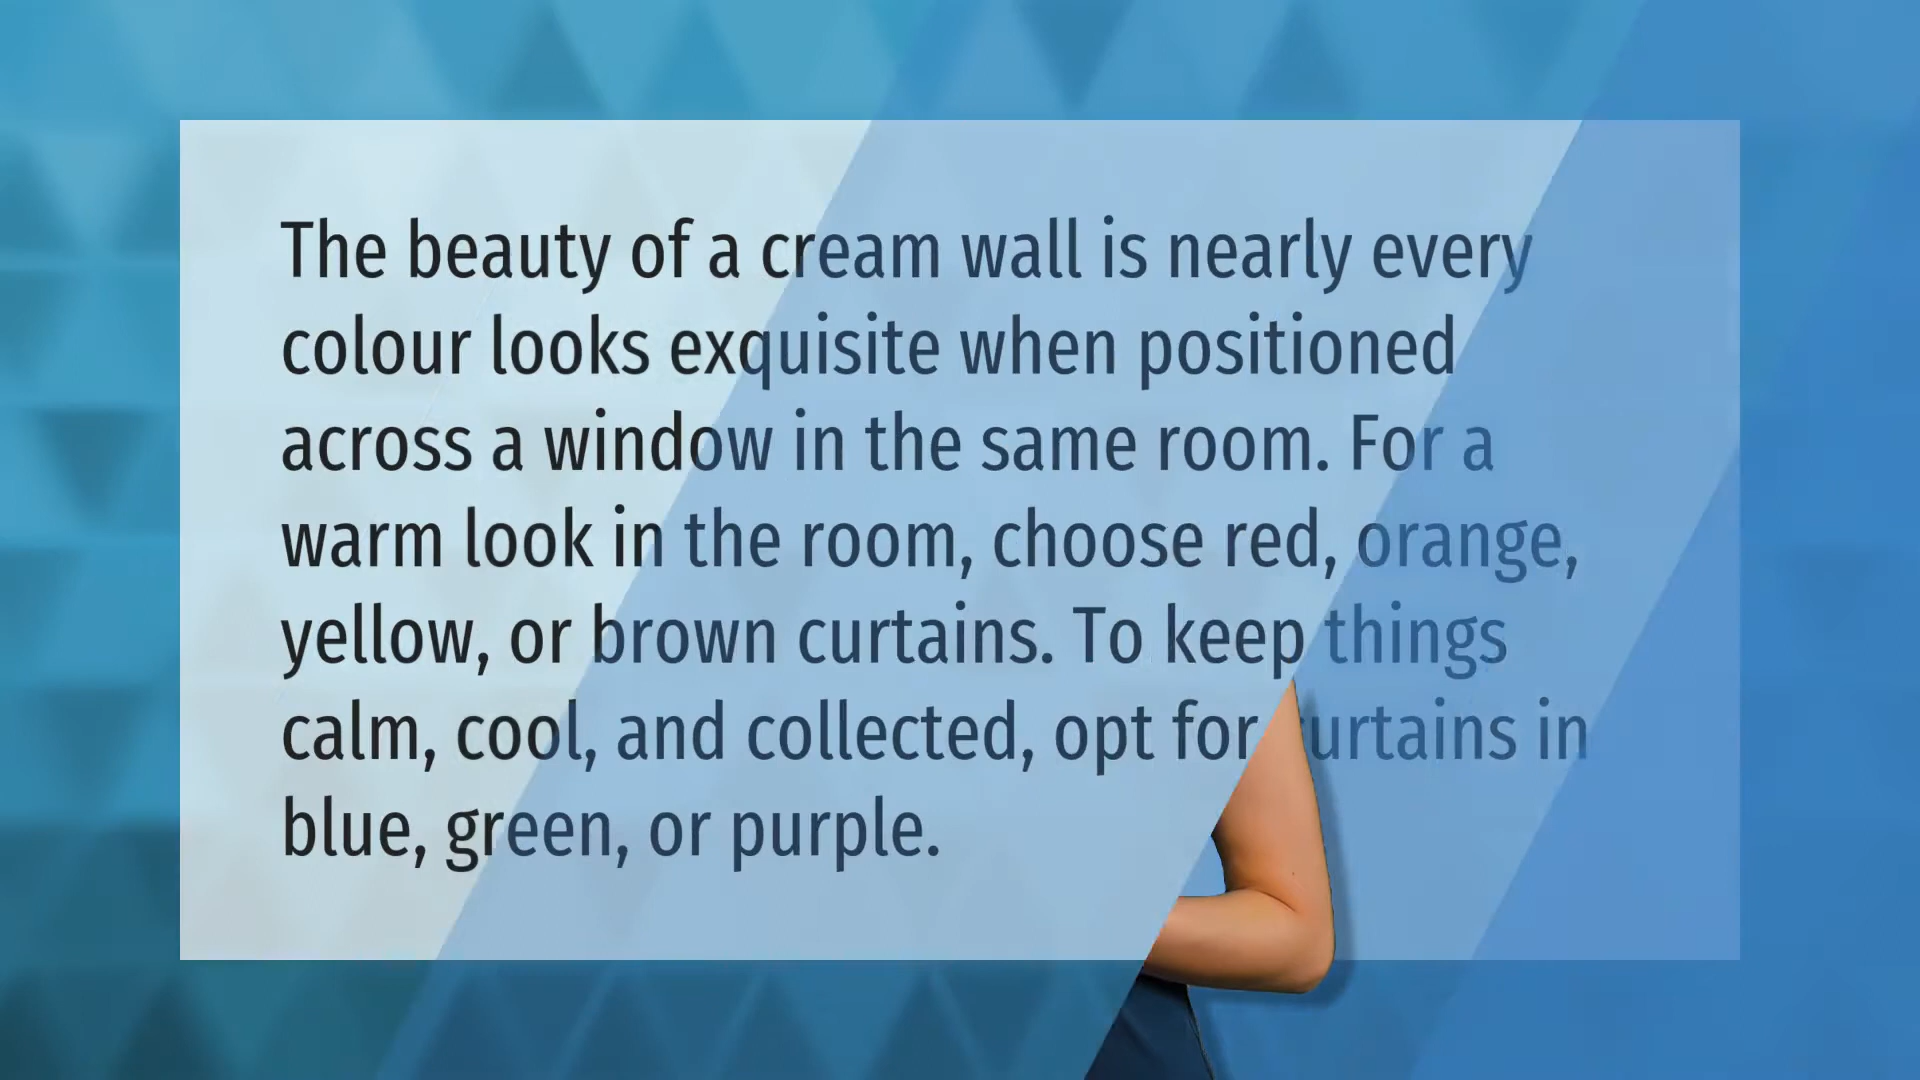 The beauty of a cream wall is nearly every
colour looks exquisite when positioned
across a window in the same room. For a
warm look in the room, choose red, orange,
yellow, or brown curtains. To keep things
calm, cool, and collected, opt for curtains in
blue, green, or purple.